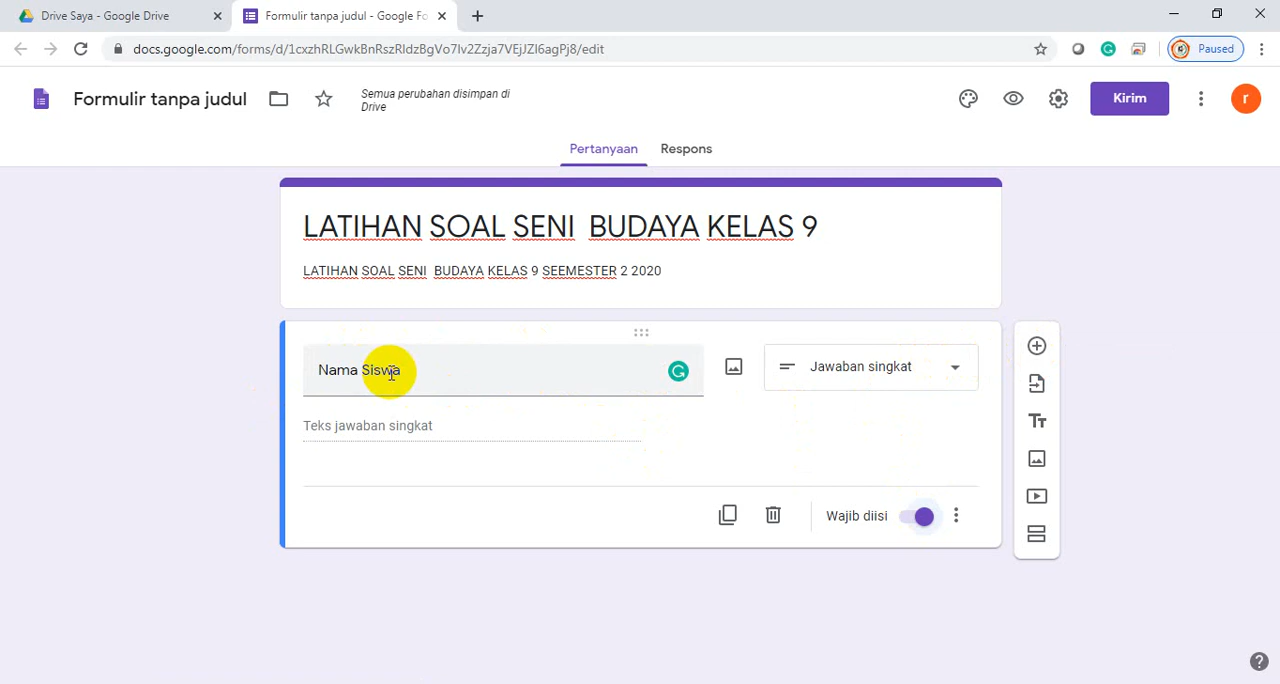 Drive Saya - Google Drive
Formulir tanpa judul - Google Fo
docs.google.com/forms/d/1cxzhRLGwkBnRszRldzBgVo7Iv2Zzja7VEjJZI6agPj8/edit
Paused
Formulir tanpa judul
Semua perubahan disimpan di
Drive
Kirim
r
Pertanyaan
Respons
LATIHAN SOAL SENI  BUDAYA KELAS 9
LATIHAN SOAL SENI  BUDAYA KELAS 9 SEEMESTER 2 2020
Nama Siswa
Jawaban singkat
Teks jawaban singkat
Wajib diisi